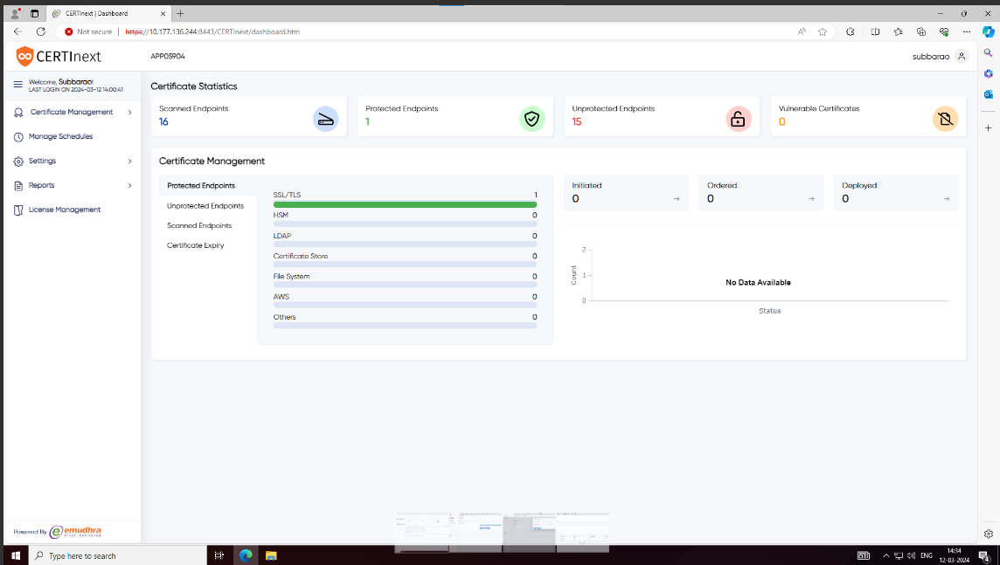 CERTInext | Dashboard
Not secure | https://10.177.136.244:8443/CERTInext/dashboard.htm
CERTInext
APP05904
subbarao
Welcome, Subbarao!
LAST LOGIN ON 2024-03-12 14:00:41
Certificate Management
Manage Schedules
Settings
Reports
License Management
Certificate Statistics
Scanned Endpoints
16
Protected Endpoints
1
Unprotected Endpoints
15
Vulnerable Certificates
0
Certificate Management
Protected Endpoints
Unprotected Endpoints
Scanned Endpoints
Certificate Expiry
SSL/TLS 1
HSM 0
LDAP 0
Certificate Store 0
File System 0
AWS 0
Others 0
Initiated
0
Ordered
0
Deployed
0
2
1
0
Count
No Data Available
Status
Powered By emudhra
Type here to search
ENG
14:34
12-03-2024
4